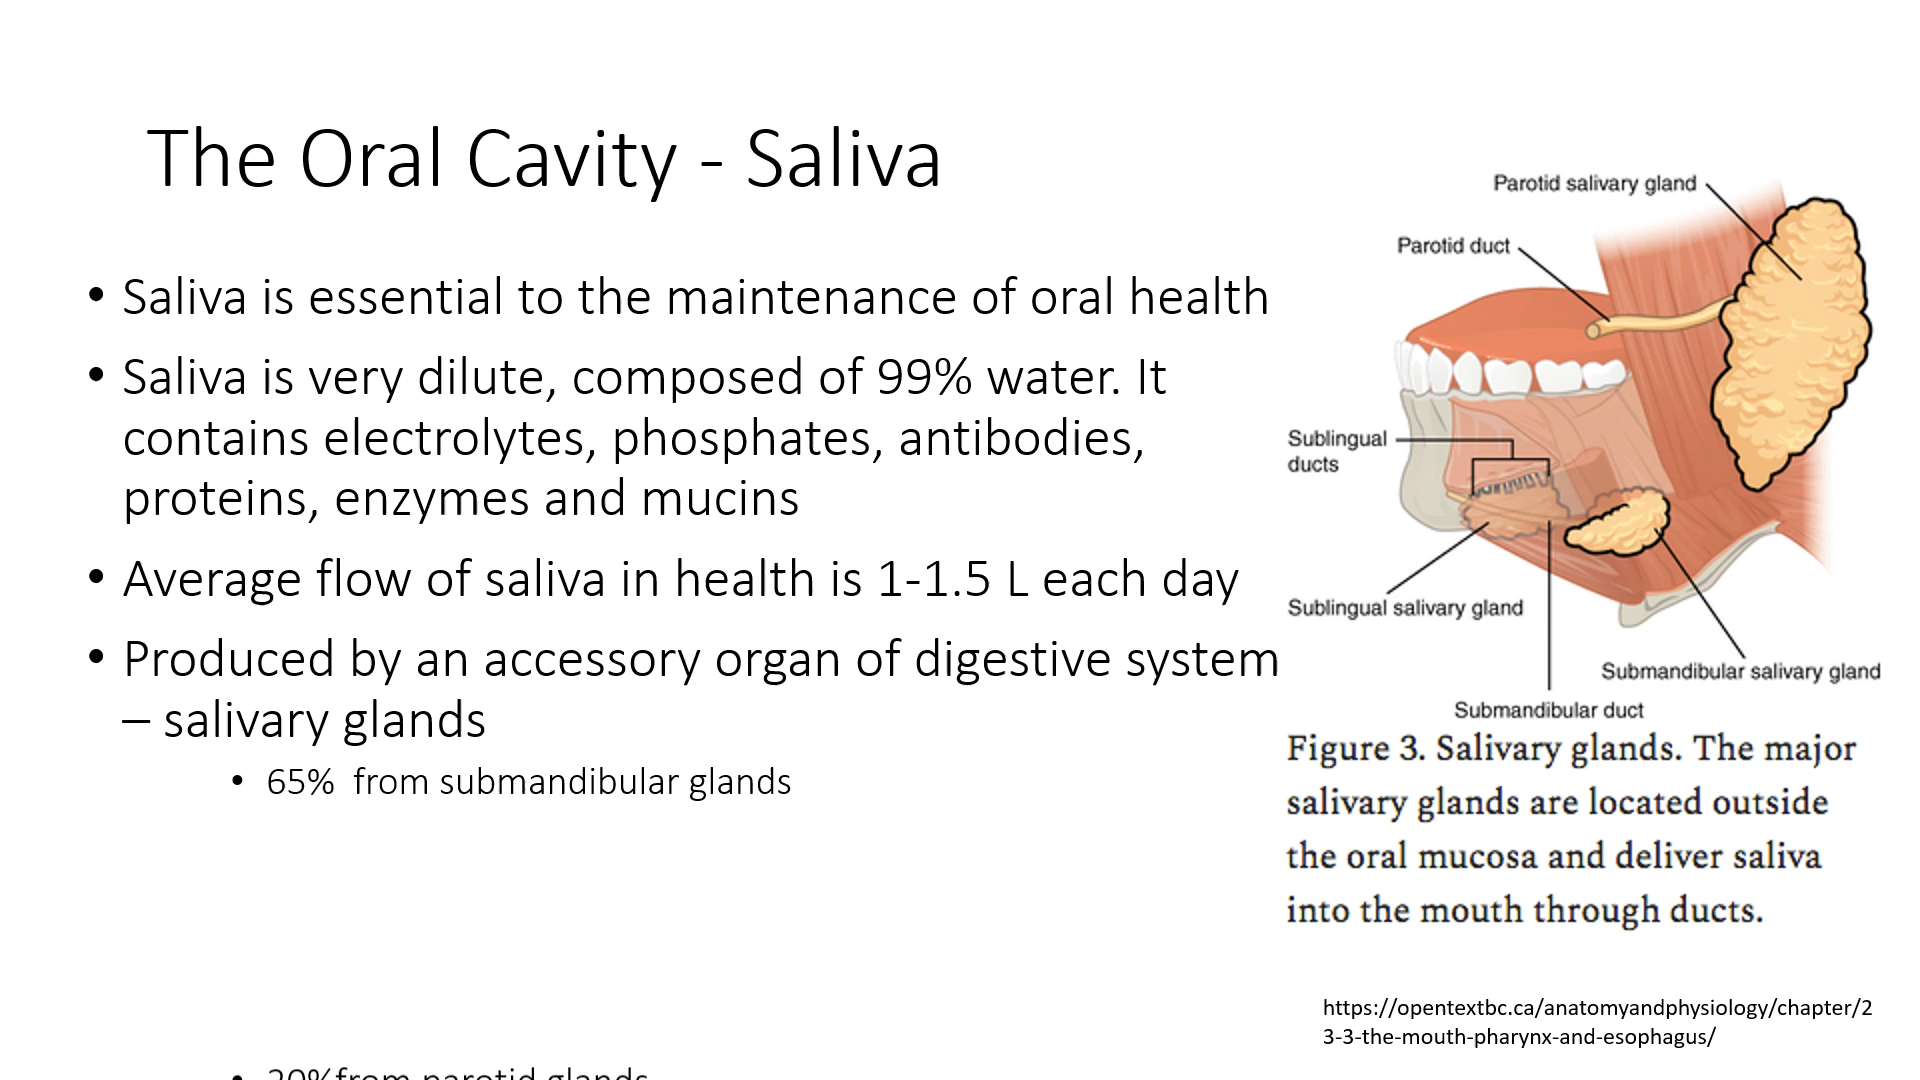 The Oral Cavity - Saliva
• Saliva is essential to the maintenance of oral health
• Saliva is very dilute, composed of 99% water. It
contains electrolytes, phosphates, antibodies,
proteins, enzymes and mucins
• Average flow of saliva in health is 1-1.5 L each day
• Produced by an accessory organ of digestive system
– salivary glands
• 65%  from submandibular glands
• 20%from parotid glands
Parotid salivary gland
Parotid duct
Sublingual
ducts
Sublingual salivary gland
Submandibular salivary gland
Submandibular duct
Figure 3. Salivary glands. The major
salivary glands are located outside
the oral mucosa and deliver saliva
into the mouth through ducts.
https://opentextbc.ca/anatomyandphysiology/chapter/2
3-3-the-mouth-pharynx-and-esophagus/